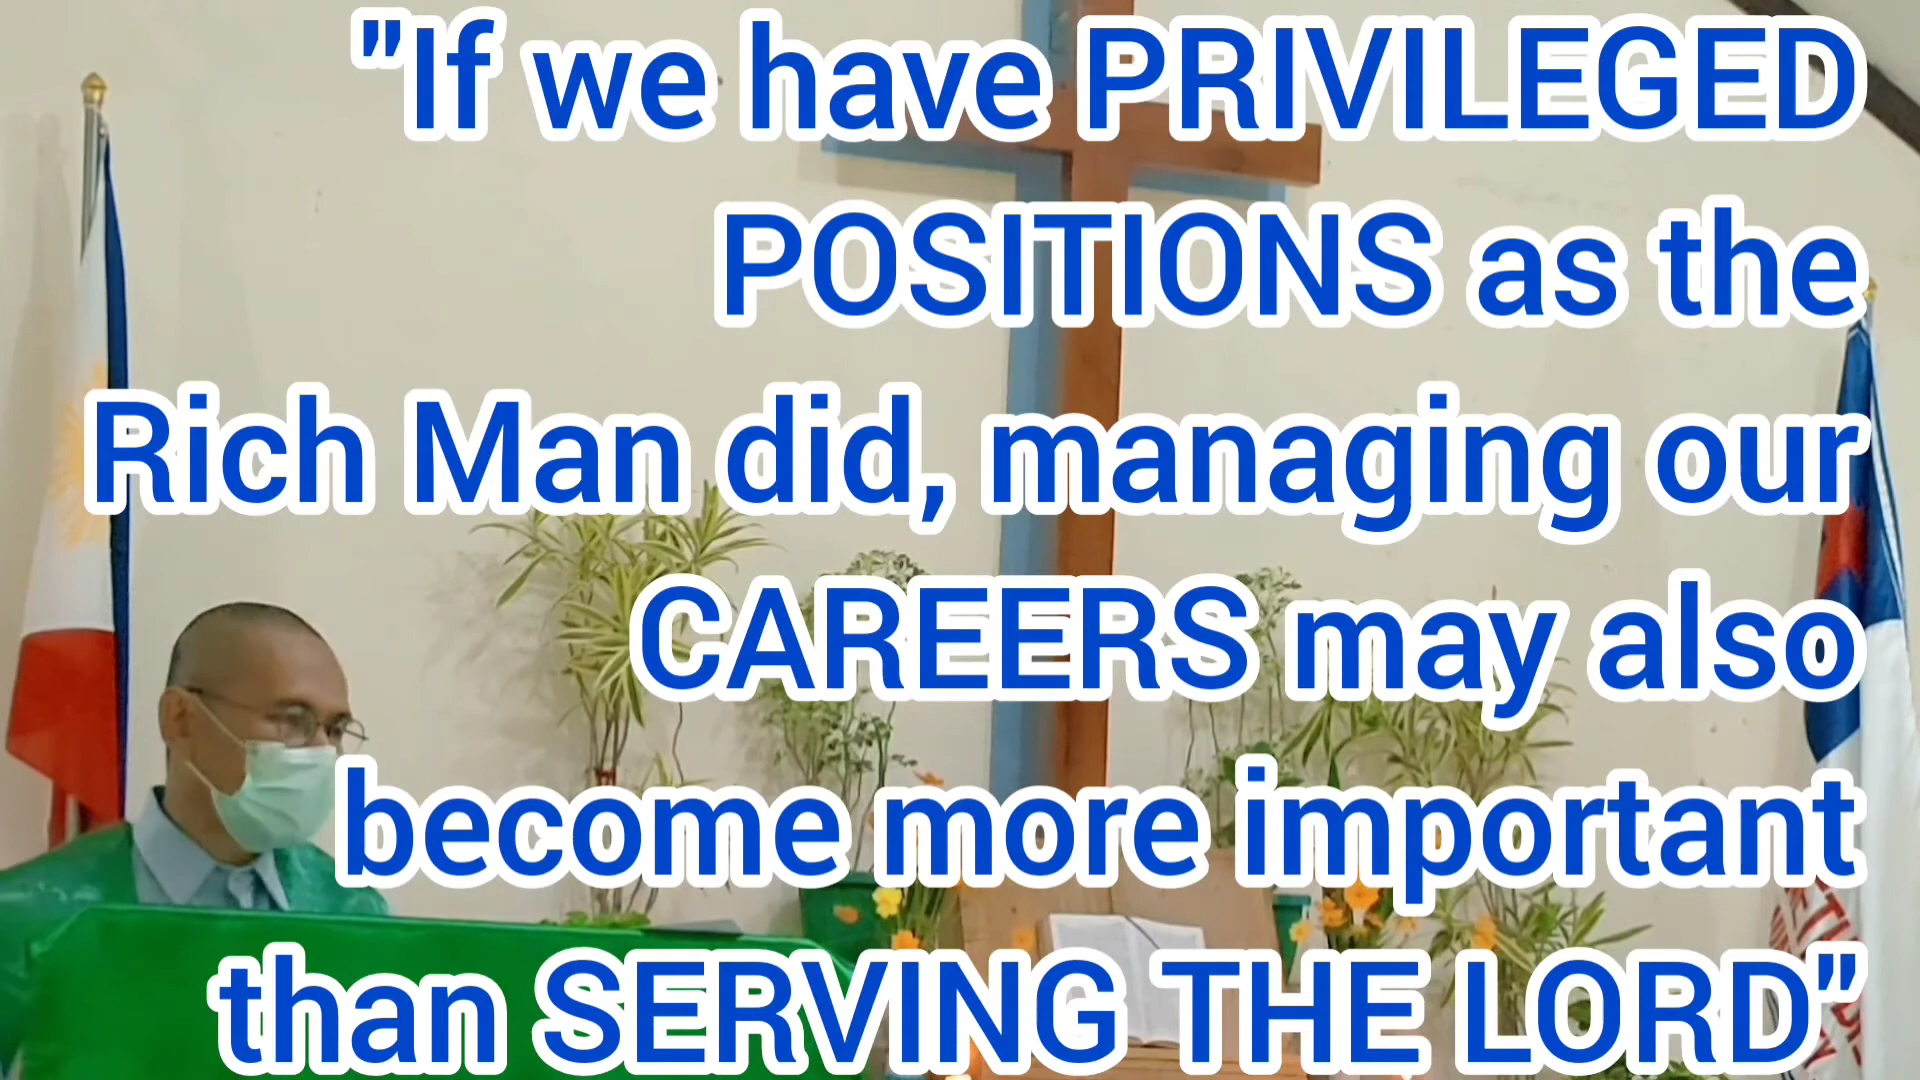 "If we have PRIVILEGED
POSITIONS as the
Rich Man did, managing our
CAREERS may also
become more important
than SERVING THE LORD"